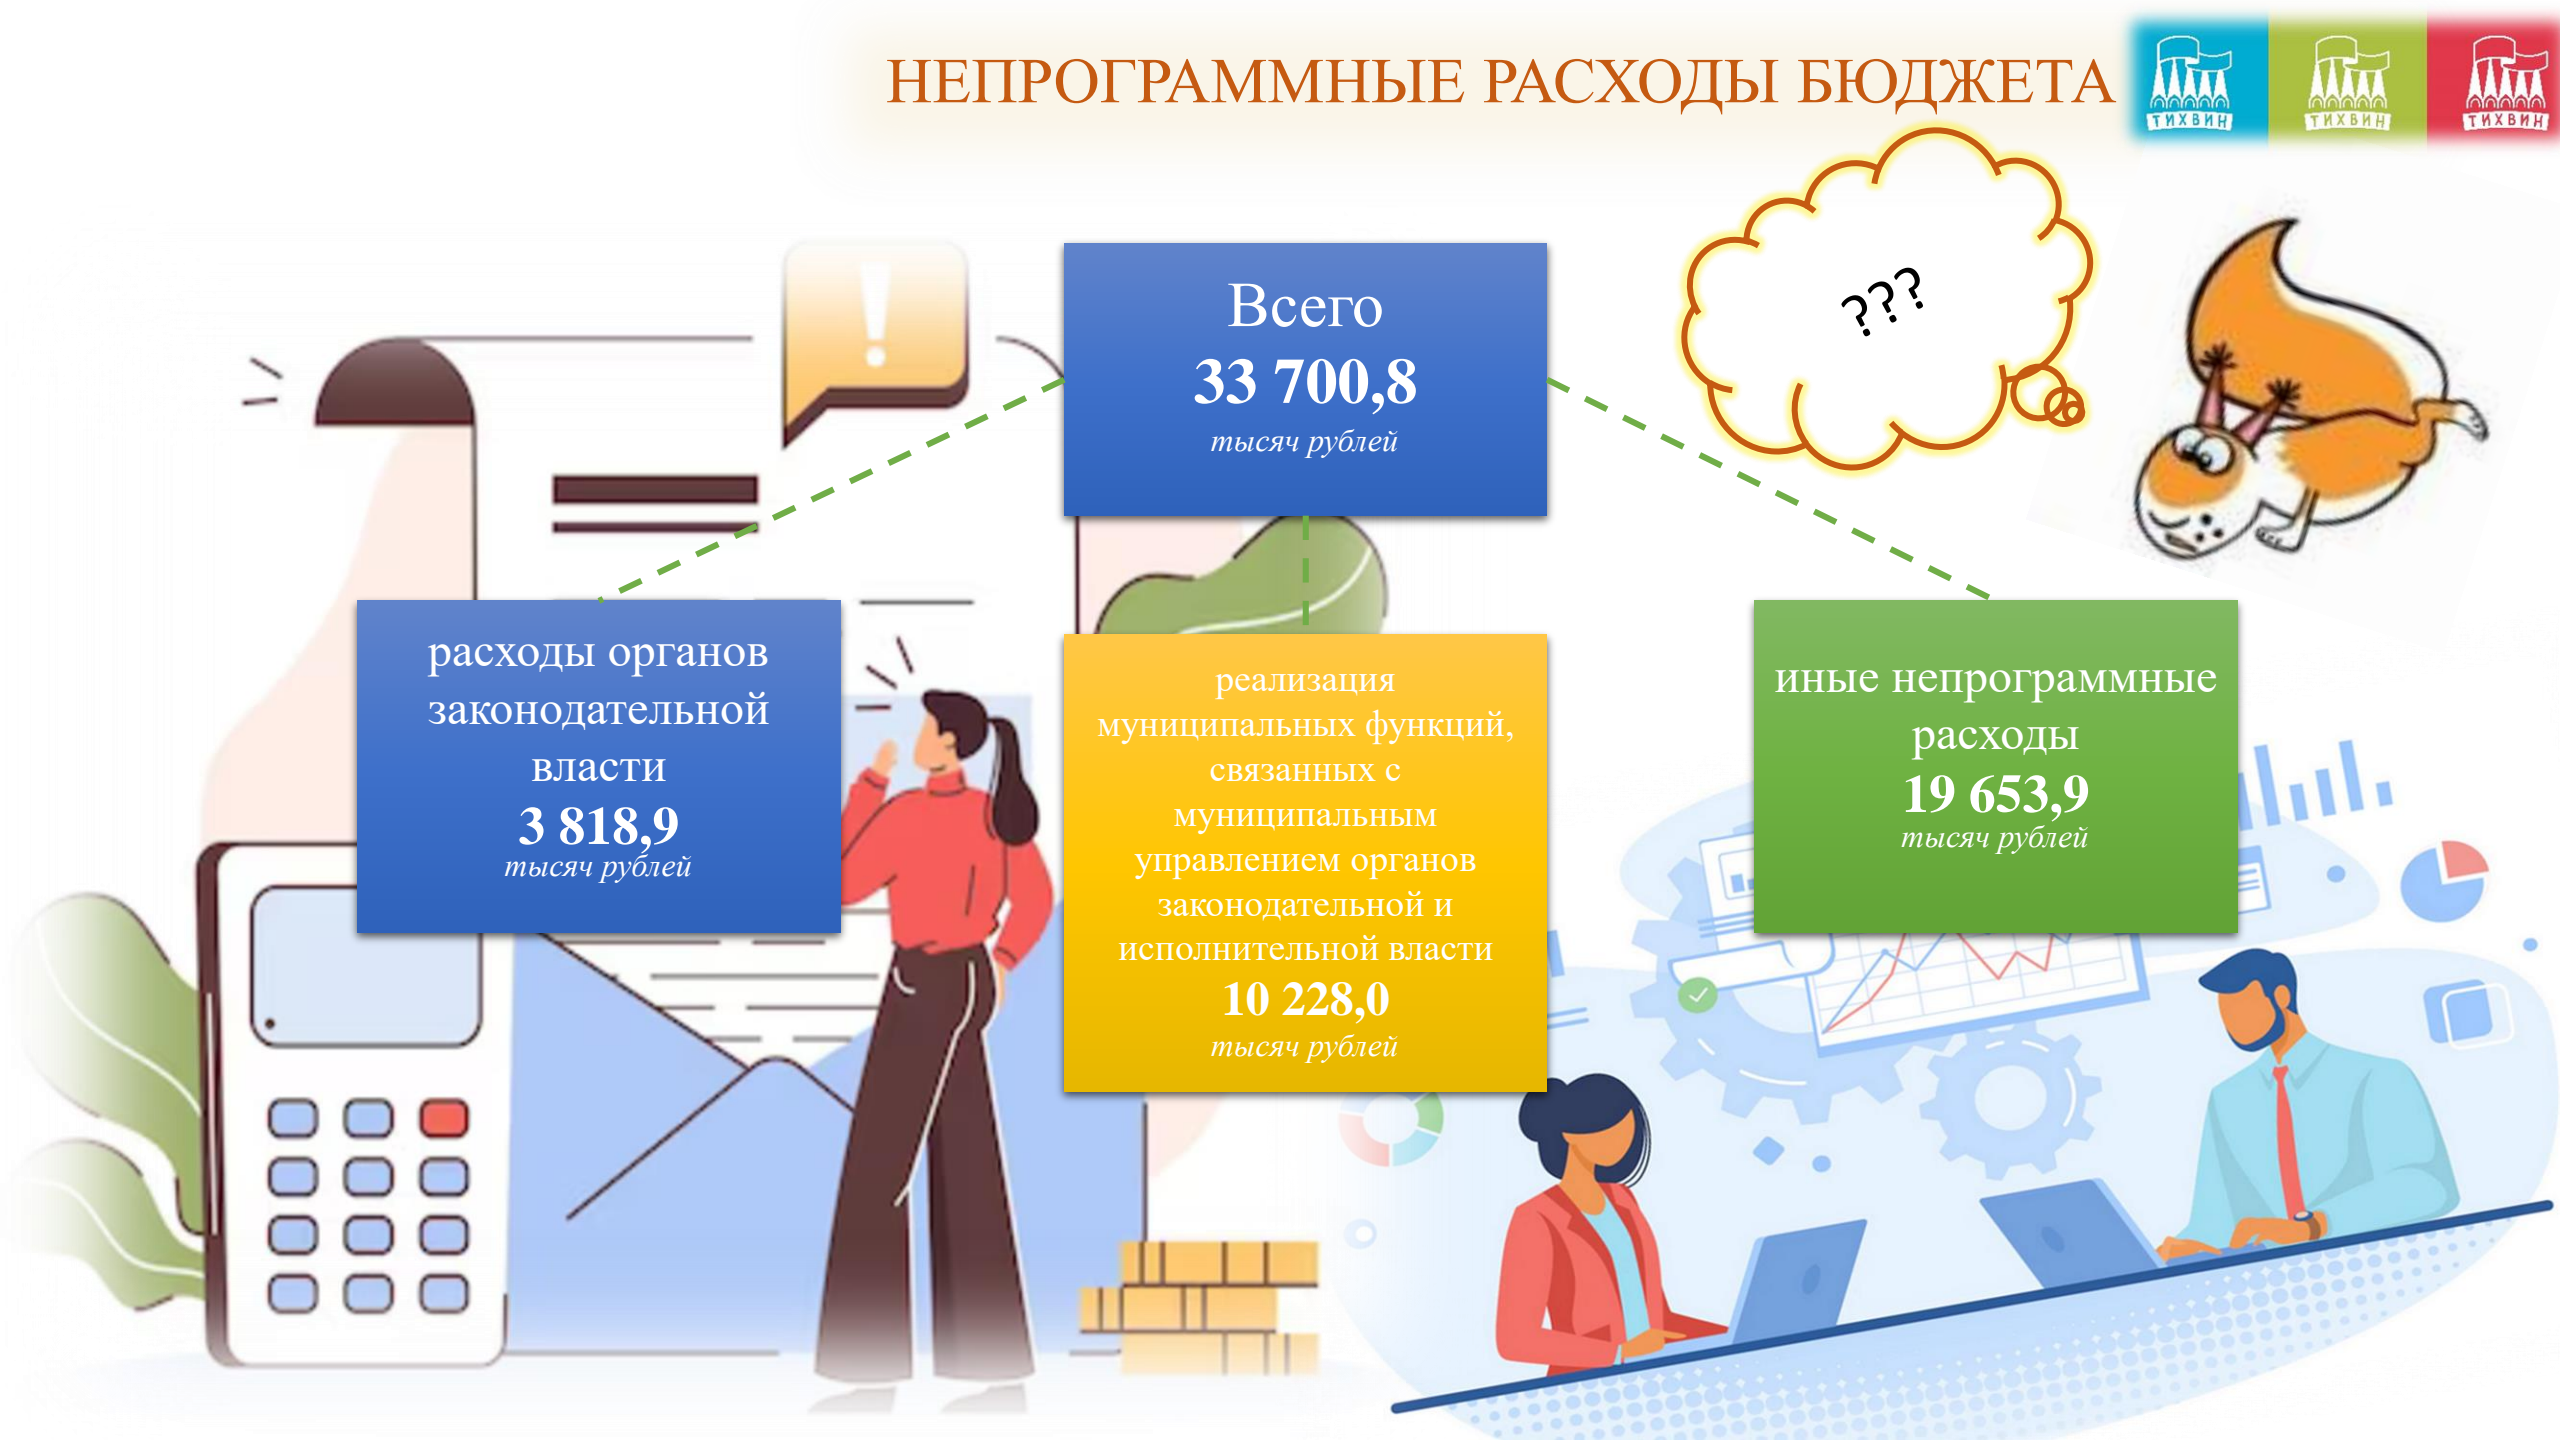 НЕПРОГРАММНЫЕ РАСХОДЫ БЮДЖЕТА
ТИХВИН
ТИХВИН
ТИХВИН
???
Всего
33 700,8
тысяч рублей
расходы органов
законодательной
власти
3 818,9
тысяч рублей
реализация
муниципальных функций,
связанных с
муниципальным
управлением органов
законодательной и
исполнительной власти
10 228,0
тысяч рублей
иные непрограммные
расходы
19 653,9
тысяч рублей